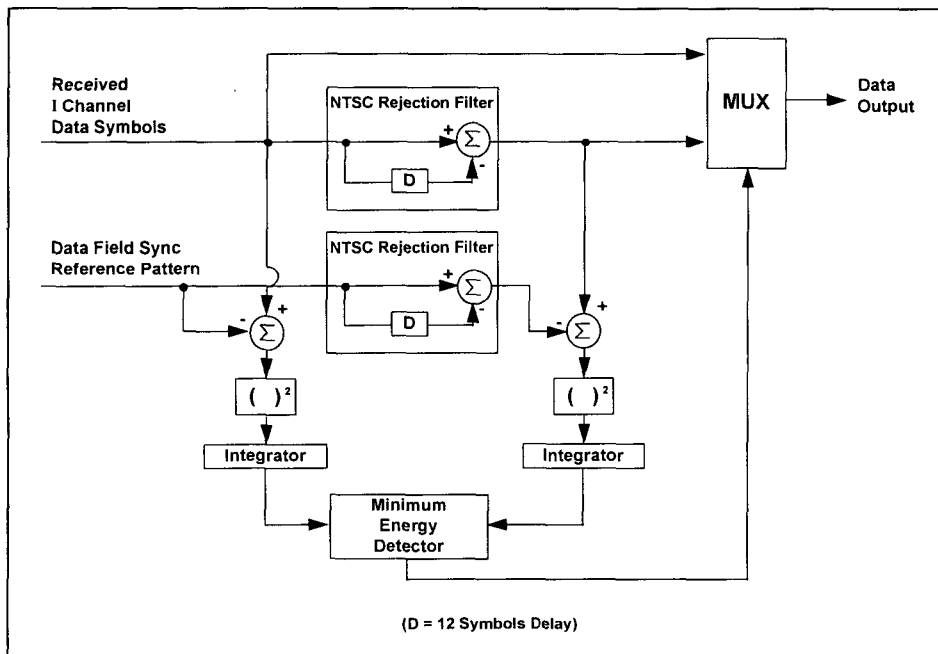 Received
I Channel
Data Symbols
NTSC Rejection Filter
+
Σ
-
D
MUX
Data
Output
Data Field Sync
Reference Pattern
NTSC Rejection Filter
+
Σ
-
D
+
-
Σ
+
-
Σ
( )²
( )²
Integrator
Integrator
Minimum
Energy
Detector
(D = 12 Symbols Delay)